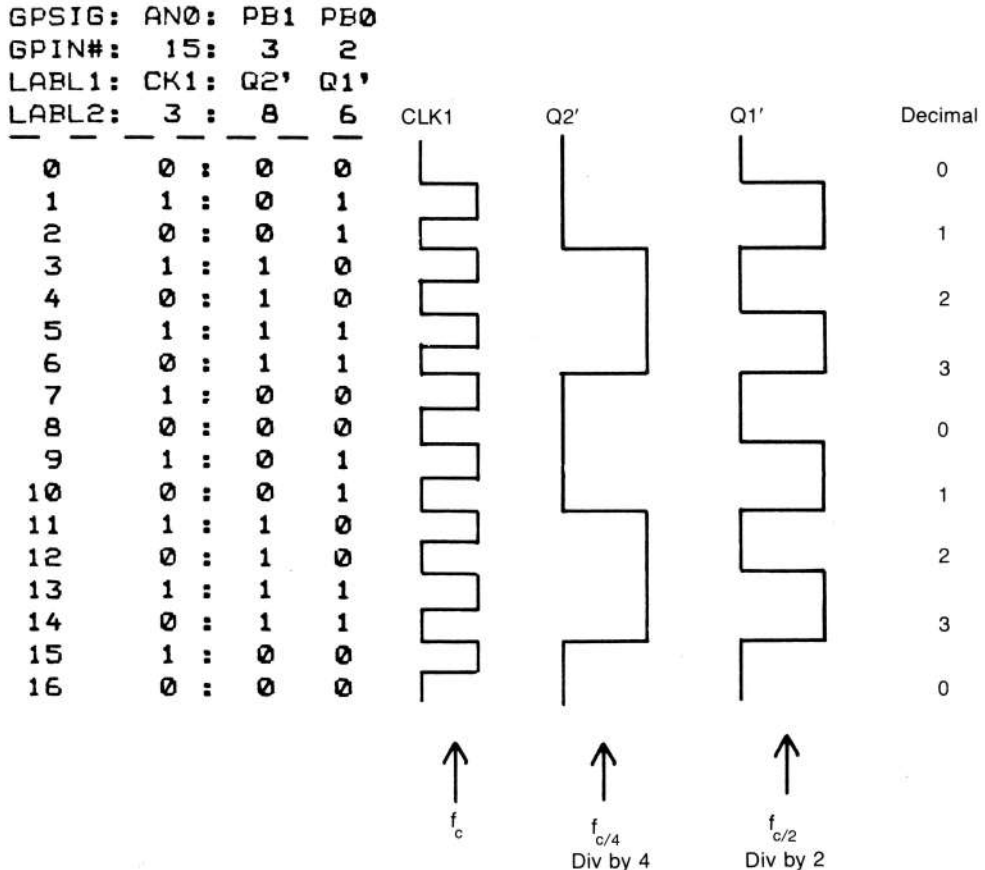 GPSIG: AN0: PB1 PB0
GPIN#: 15: 3 2
LABL1: CK1: Q2' Q1'
LABL2: 3 : 8 6
0 0 : 0 0
1 1 : 0 1
2 0 : 0 1
3 1 : 1 0
4 0 : 1 0
5 1 : 1 1
6 0 : 1 1
7 1 : 0 0
8 0 : 0 0
9 1 : 0 1
10 0 : 0 1
11 1 : 1 0
12 0 : 1 0
13 1 : 1 1
14 0 : 1 1
15 1 : 0 0
16 0 : 0 0
CLK1 Q2′ Q1′ Decimal
0
1
2
3
0
1
2
3
0
fc fc/4 fc/2
Div by 4 Div by 2